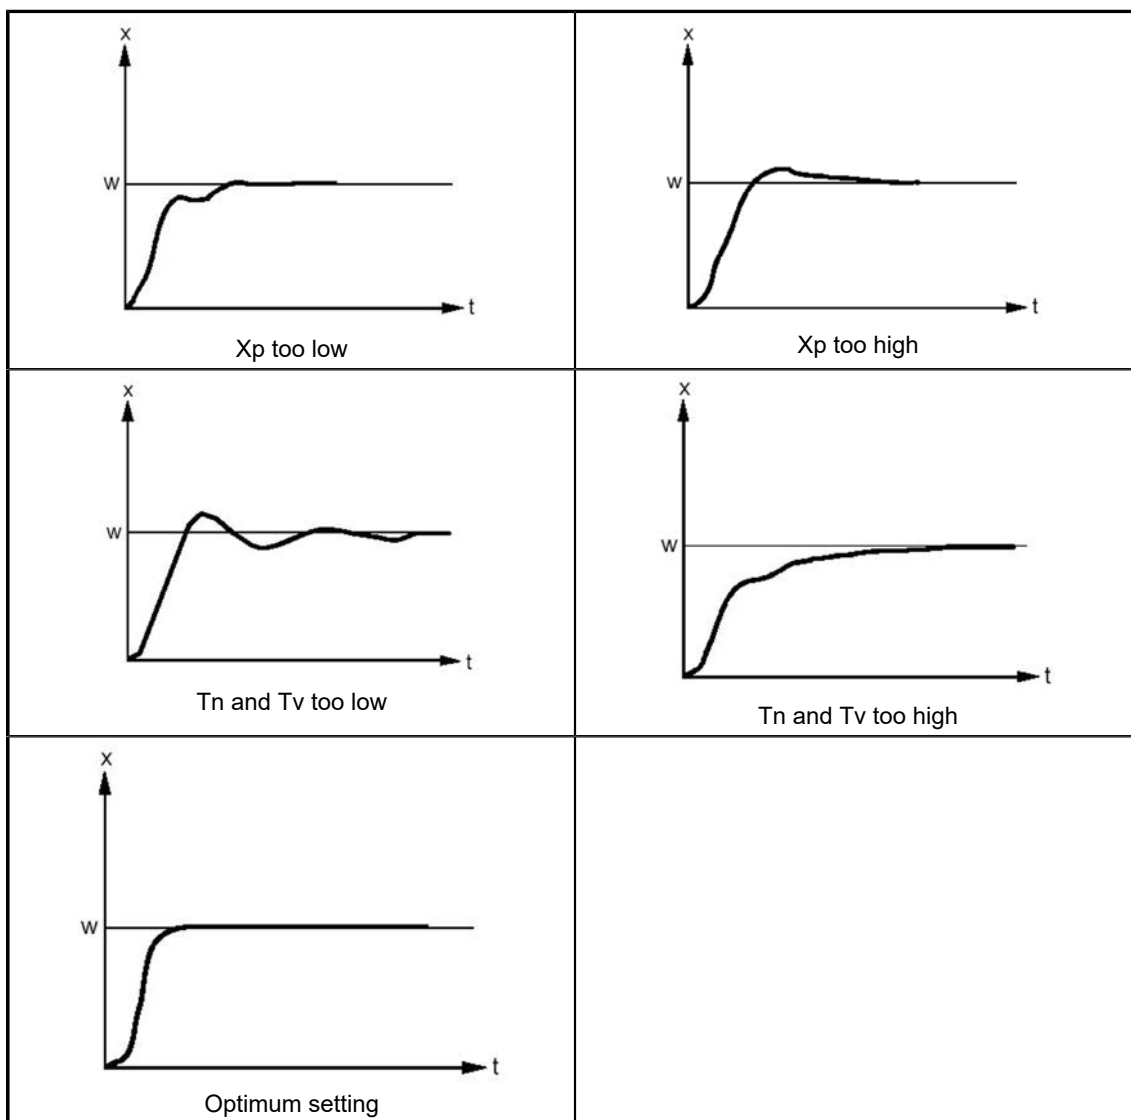 x
W
t
Xp too low
x
W
t
Xp too high
x
W
t
Tn and Tv too low
x
W
t
Tn and Tv too high
x
W
t
Optimum setting